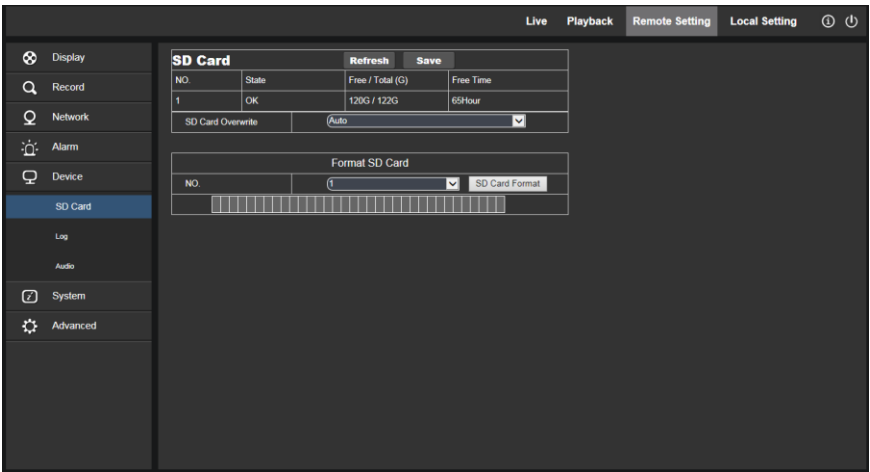 Live Playback Remote Setting Local Setting
Display
Record
Network
Alarm
Device
SD Card
Log
Audio
System
Advanced
SD Card Refresh Save
NO. State Free / Total (G) Free Time
1 OK 120G / 122G 65Hour
SD Card Overwrite Auto
Format SD Card
NO. 1 SD Card Format